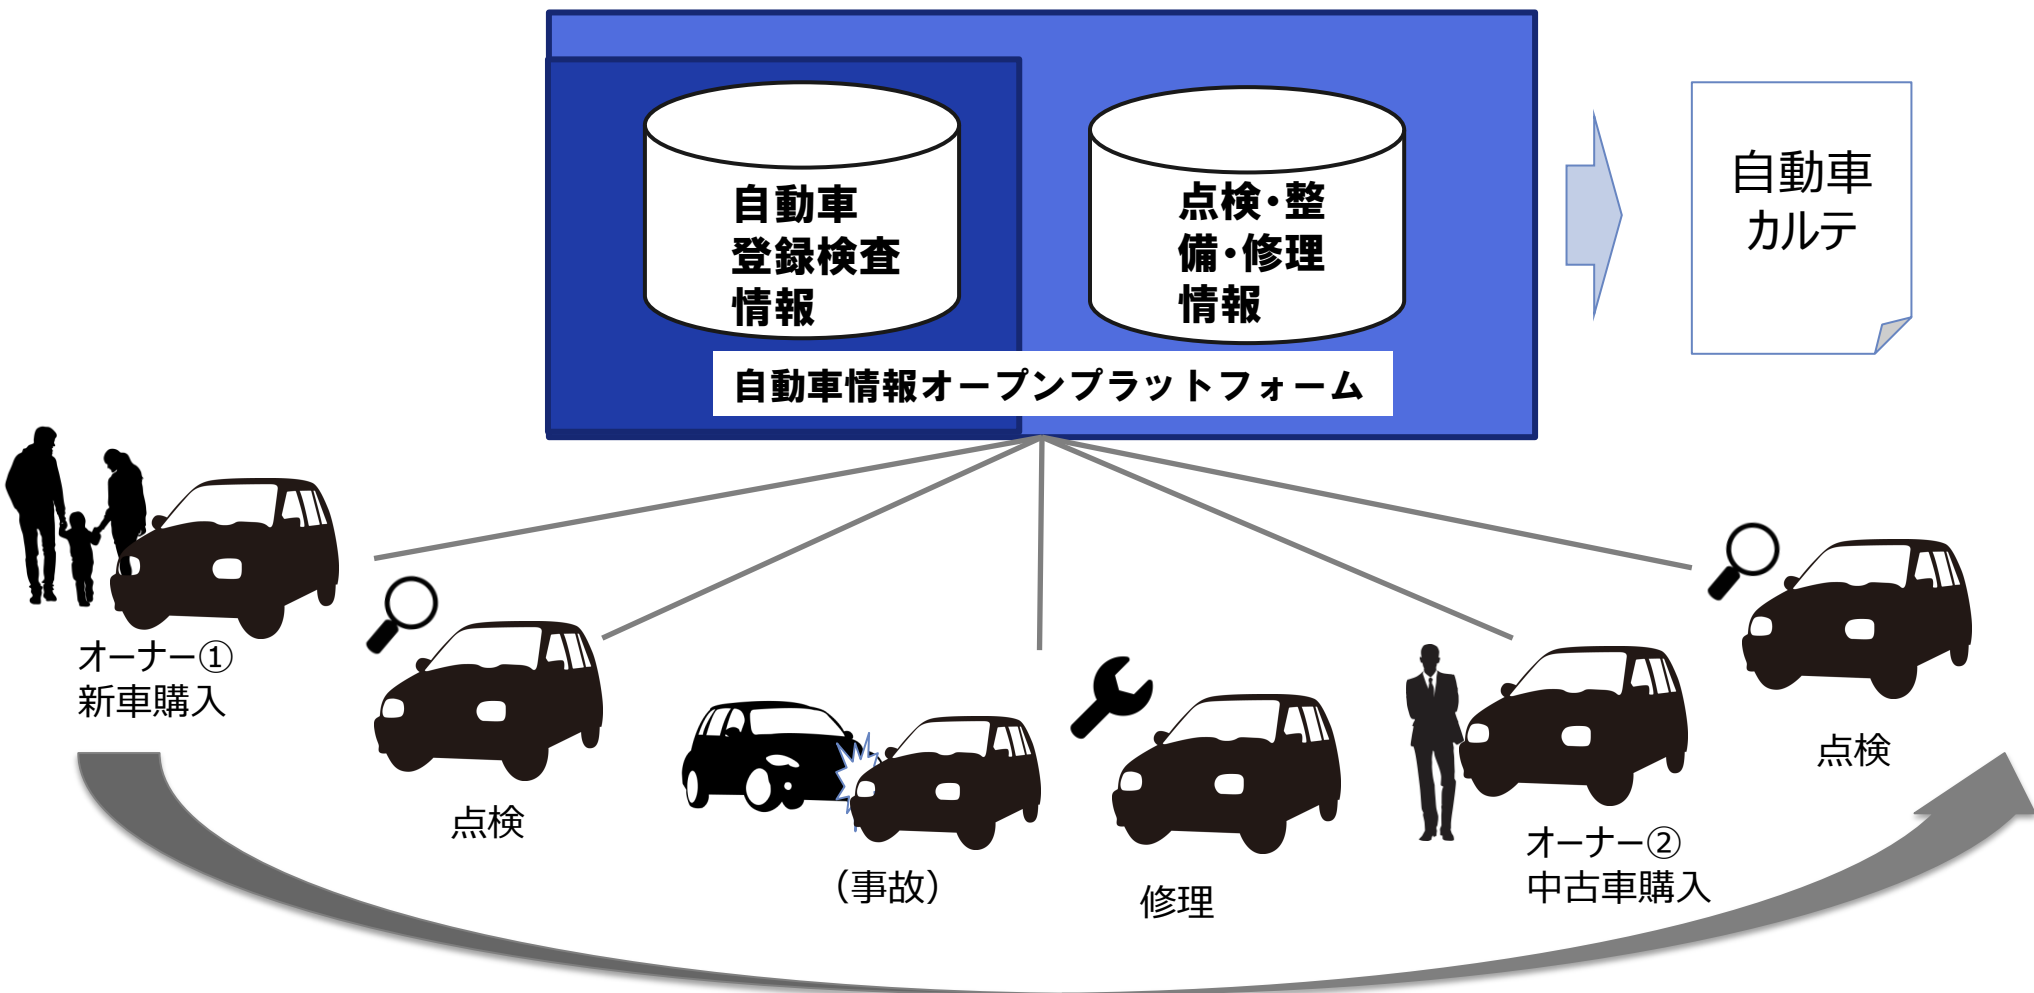 自動車
登録検査
情報
点検・整
備・修理
情報
自動車情報オープンプラットフォーム
自動車
カルテ
オーナー①
新車購入
点検
（事故）
修理
オーナー②
中古車購入
点検